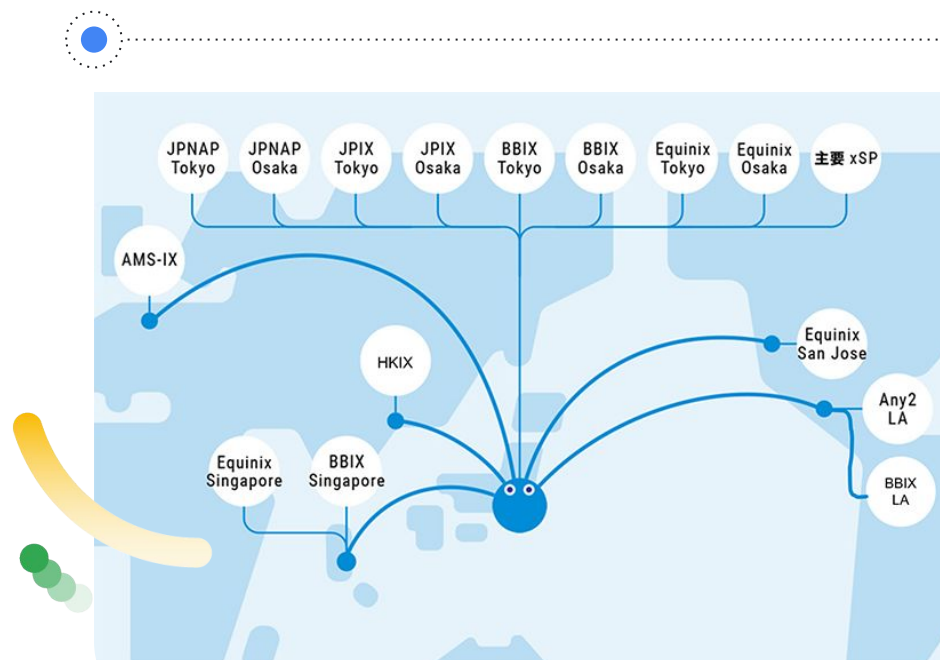 JPNAP
Tokyo
JPNAP
Osaka
JPIX
Tokyo
JPIX
Osaka
BBIX
Tokyo
BBIX
Osaka
Equinix
Tokyo
Equinix
Osaka
主要 xSP
AMS-IX
HKIX
Equinix
San Jose
Any2
LA
Equinix
Singapore
BBIX
Singapore
BBIX
LA